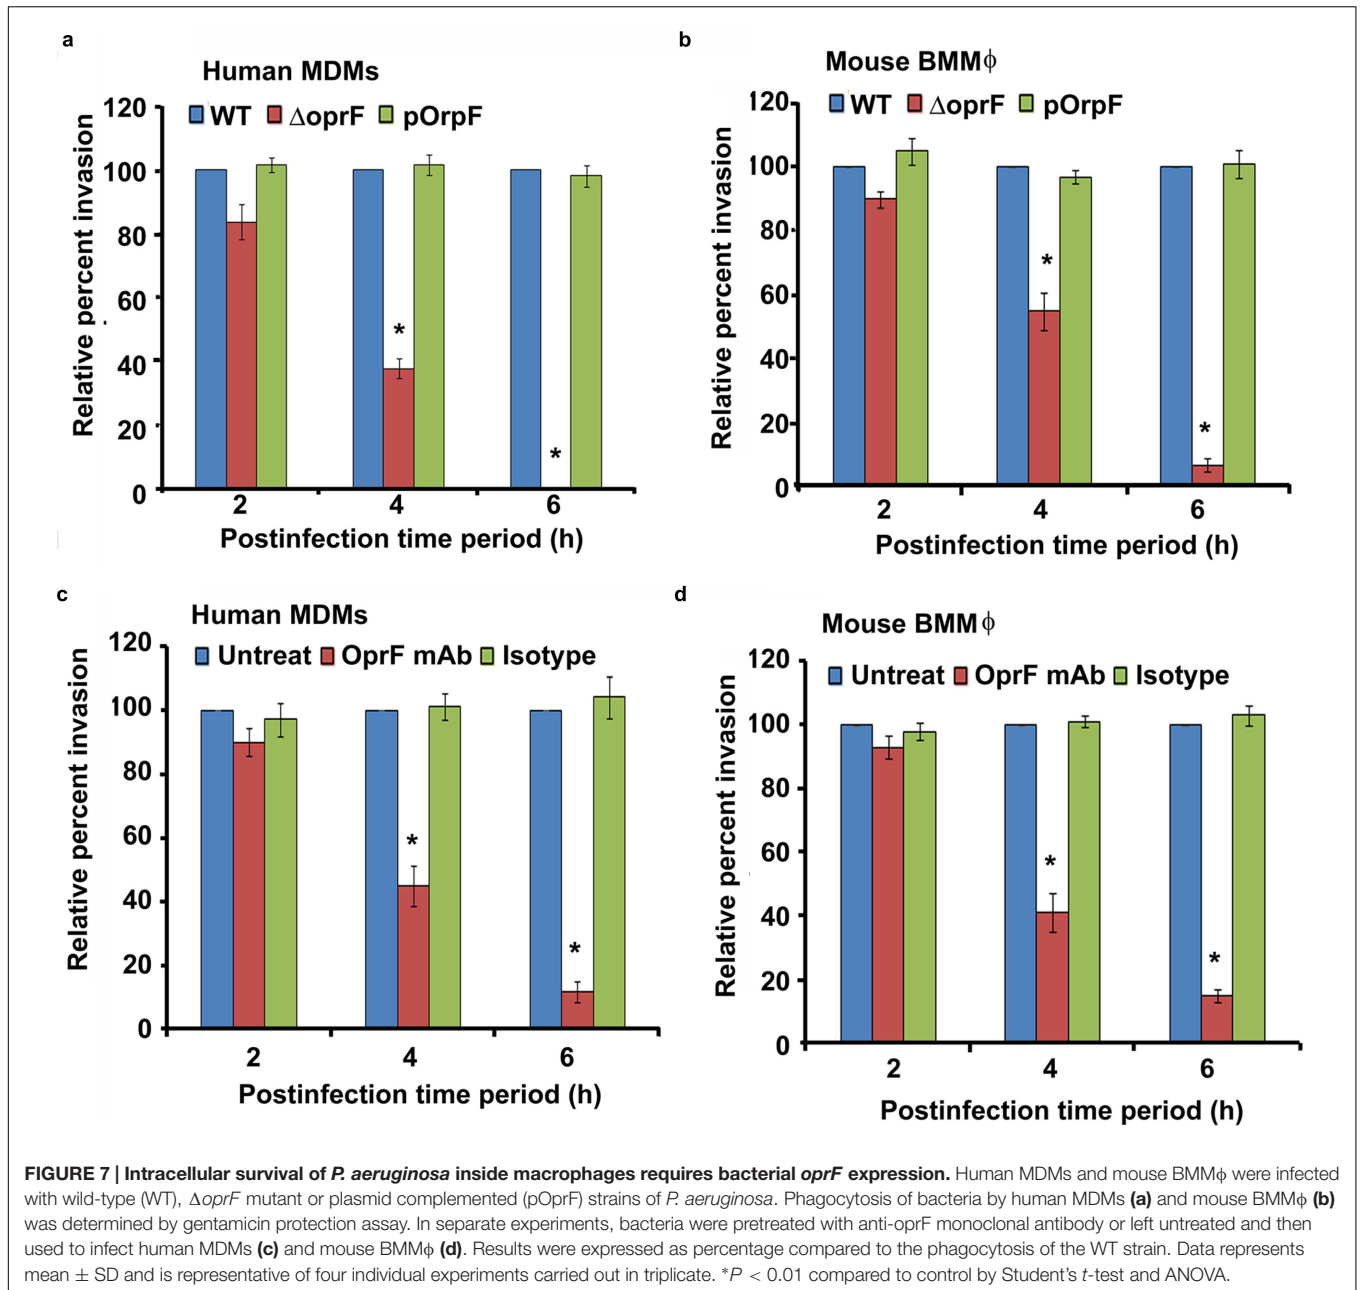 a
Human MDMs
WT ΔoprF pOrpF
120
100
80
60
40
20
0
Relative percent invasion
*
*
2 4 6
Postinfection time period (h)
b
Mouse BMMϕ
WT ΔoprF pOrpF
120
100
80
60
40
20
0
Relative percent invasion
*
*
2 4 6
Postinfection time period (h)
c
Human MDMs
Untreat OprF mAb Isotype
120
100
80
60
40
20
0
Relative percent invasion
*
*
2 4 6
Postinfection time period (h)
d
Mouse BMMϕ
Untreat OprF mAb Isotype
120
100
80
60
40
20
0
Relative percent invasion
*
*
2 4 6
Postinfection time period (h)
FIGURE 7 | Intracellular survival of P. aeruginosa inside macrophages requires bacterial oprF expression. Human MDMs and mouse BMMϕ were infected
with wild-type (WT), ΔoprF mutant or plasmid complemented (pOprF) strains of P. aeruginosa. Phagocytosis of bacteria by human MDMs (a) and mouse BMMϕ (b)
was determined by gentamicin protection assay. In separate experiments, bacteria were pretreated with anti-oprF monoclonal antibody or left untreated and then
used to infect human MDMs (c) and mouse BMMϕ (d). Results were expressed as percentage compared to the phagocytosis of the WT strain. Data represents
mean ± SD and is representative of four individual experiments carried out in triplicate. *P < 0.01 compared to control by Student's t-test and ANOVA.